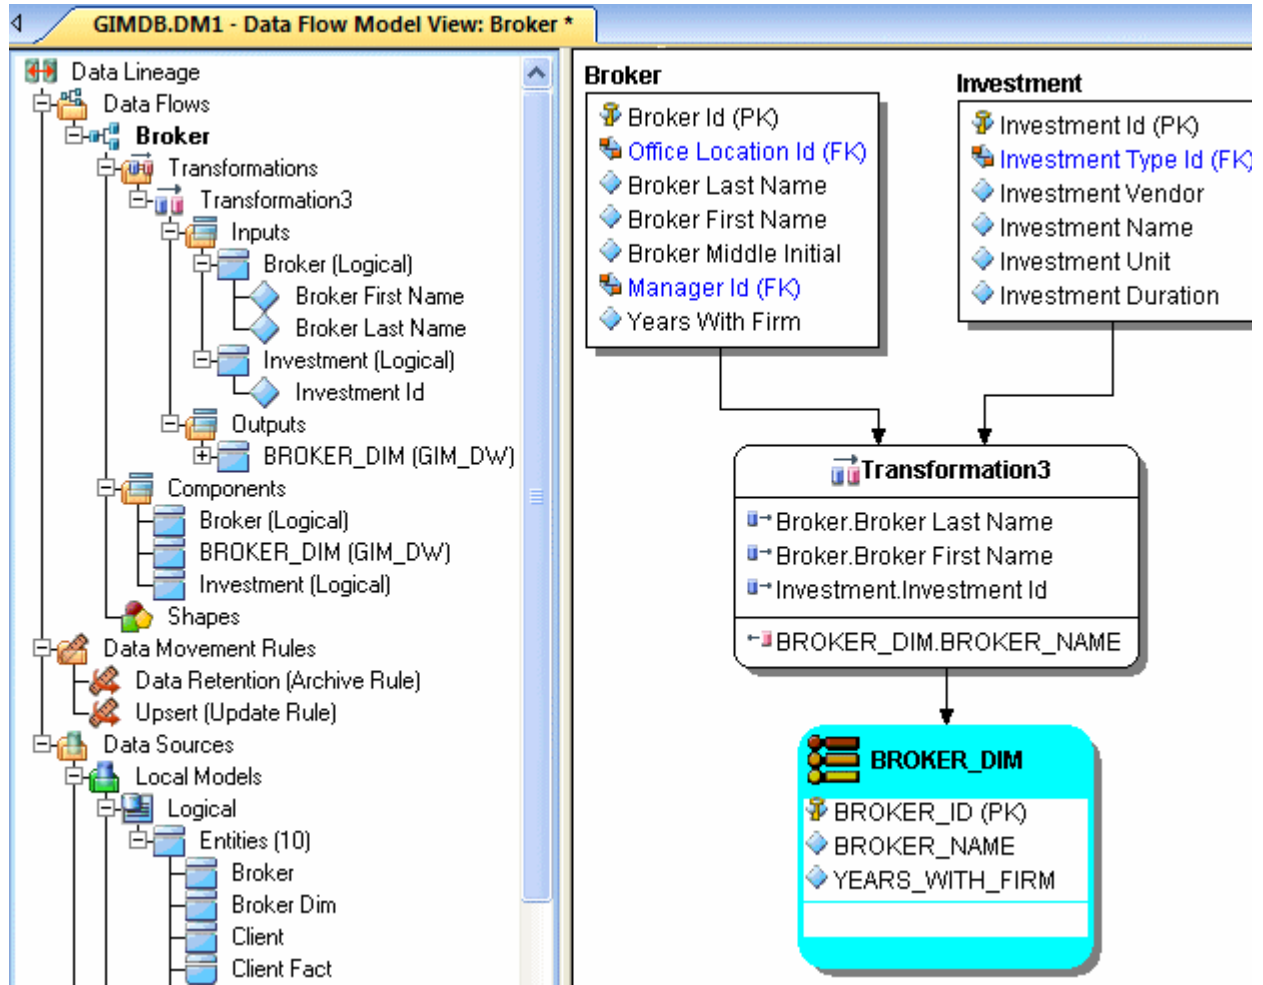 GIMDB.DM1 - Data Flow Model View: Broker *
Data Lineage
Data Flows
Broker
Transformations
Transformation3
Inputs
Broker (Logical)
Broker First Name
Broker Last Name
Investment (Logical)
Investment Id
Outputs
BROKER_DIM (GIM_DW)
Components
Broker (Logical)
BROKER_DIM (GIM_DW)
Investment (Logical)
Shapes
Data Movement Rules
Data Retention (Archive Rule)
Upsert (Update Rule)
Data Sources
Local Models
Logical
Entities (10)
Broker
Broker Dim
Client
Client Fact
Broker
Broker Id (PK)
Office Location Id (FK)
Broker Last Name
Broker First Name
Broker Middle Initial
Manager Id (FK)
Years With Firm
Investment
Investment Id (PK)
Investment Type Id (FK)
Investment Vendor
Investment Name
Investment Unit
Investment Duration
Transformation3
Broker.Broker Last Name
Broker.Broker First Name
Investment.Investment Id
BROKER_DIM.BROKER_NAME
BROKER_DIM
BROKER_ID (PK)
BROKER_NAME
YEARS_WITH_FIRM